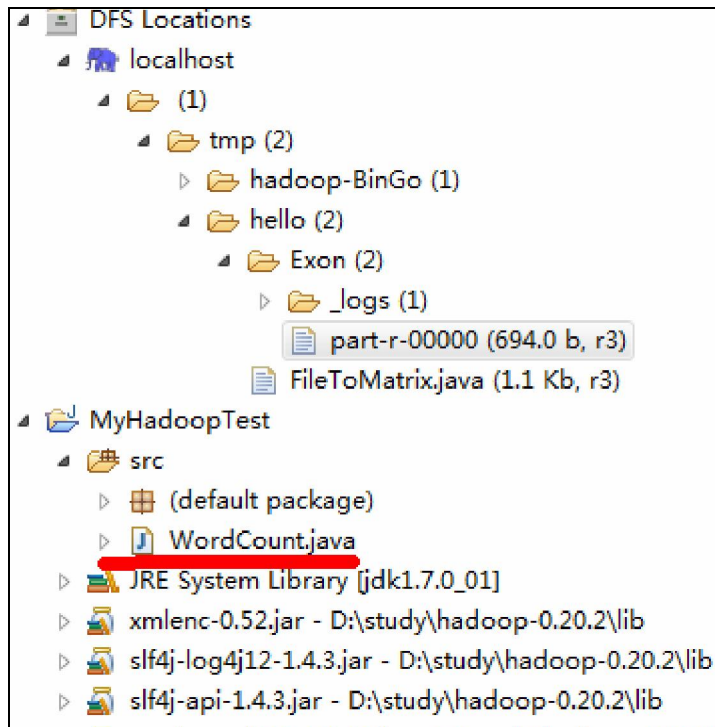 DFS Locations
localhost
(1)
tmp (2)
hadoop-BinGo (1)
hello (2)
Exon (2)
_logs (1)
part-r-00000 (694.0 b, r3)
FileToMatrix.java (1.1 Kb, r3)
MyHadoopTest
src
(default package)
WordCount.java
JRE System Library [jdk1.7.0_01]
xmlenc-0.52.jar - D:\study\hadoop-0.20.2\lib
slf4j-log4j12-1.4.3.jar - D:\study\hadoop-0.20.2\lib
slf4j-api-1.4.3.jar - D:\study\hadoop-0.20.2\lib